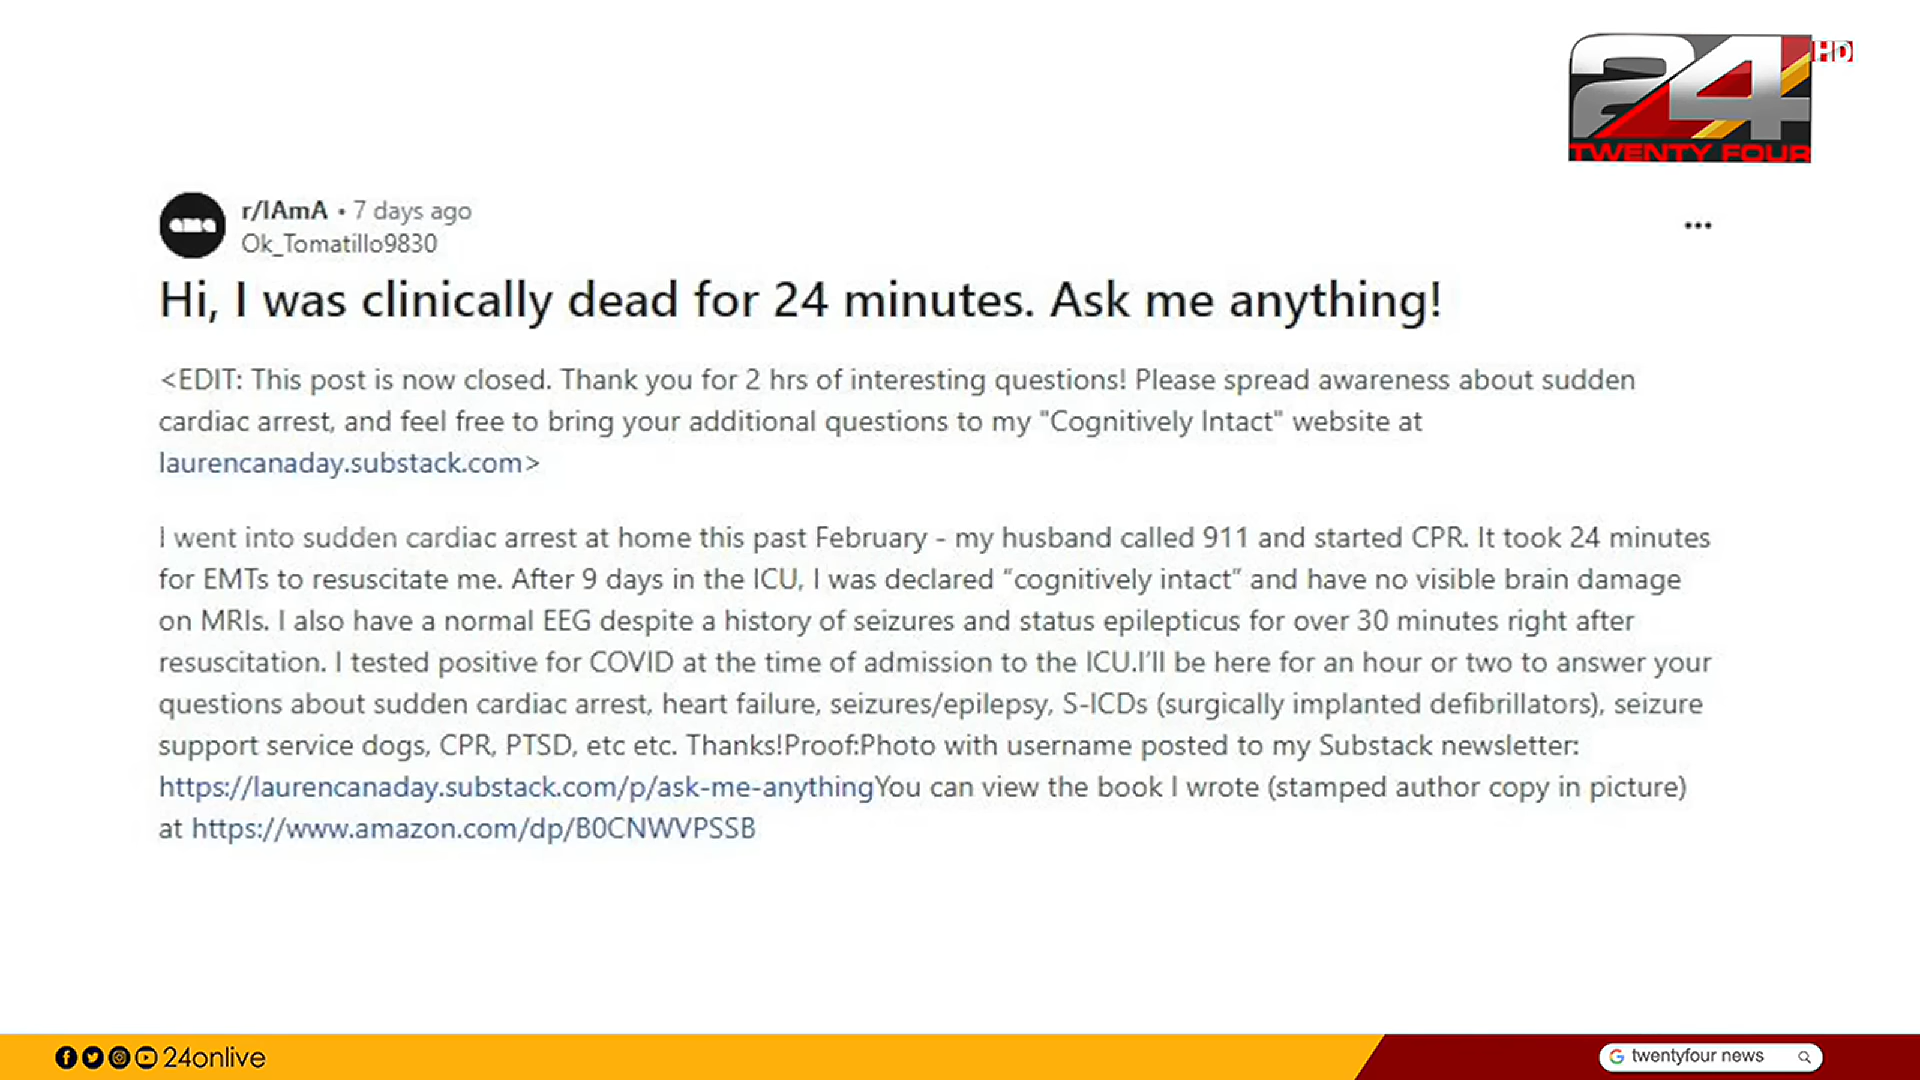 24
HD
TWENTY FOUR
ama
r/IAmA • 7 days ago
Ok_Tomatillo9830
Hi, I was clinically dead for 24 minutes. Ask me anything!
<EDIT: This post is now closed. Thank you for 2 hrs of interesting questions! Please spread awareness about sudden
cardiac arrest, and feel free to bring your additional questions to my "Cognitively Intact" website at
laurencanaday.substack.com>
I went into sudden cardiac arrest at home this past February - my husband called 911 and started CPR. It took 24 minutes
for EMTs to resuscitate me. After 9 days in the ICU, I was declared “cognitively intact” and have no visible brain damage
on MRIs. I also have a normal EEG despite a history of seizures and status epilepticus for over 30 minutes right after
resuscitation. I tested positive for COVID at the time of admission to the ICU.I’ll be here for an hour or two to answer your
questions about sudden cardiac arrest, heart failure, seizures/epilepsy, S-ICDs (surgically implanted defibrillators), seizure
support service dogs, CPR, PTSD, etc etc. Thanks!Proof:Photo with username posted to my Substack newsletter:
https://laurencanaday.substack.com/p/ask-me-anythingYou can view the book I wrote (stamped author copy in picture)
at https://www.amazon.com/dp/B0CNWVPSSB
24onlive
twentyfour news